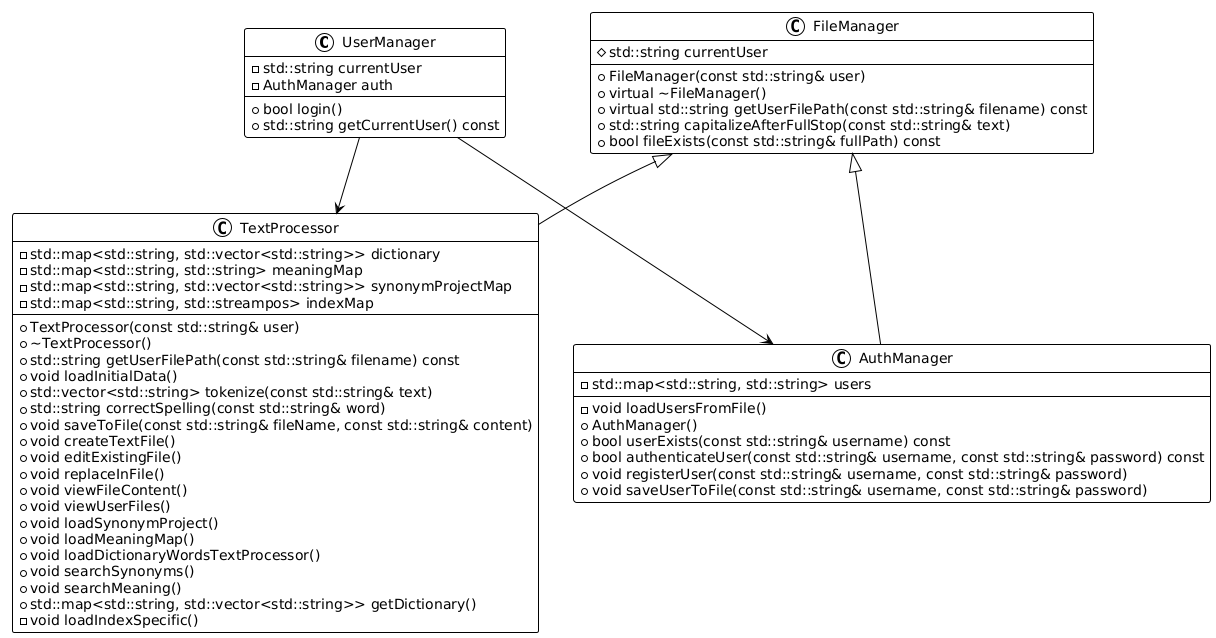 UserManager
std::string currentUser
AuthManager auth
bool login()
std::string getCurrentUser() const
FileManager
std::string currentUser
FileManager(const std::string& user)
virtual ~FileManager()
virtual std::string getUserFilePath(const std::string& filename) const
std::string capitalizeAfterFullStop(const std::string& text)
bool fileExists(const std::string& fullPath) const
TextProcessor
std::map<std::string, std::vector<std::string>> dictionary
std::map<std::string, std::string> meaningMap
std::map<std::string, std::vector<std::string>> synonymProjectMap
std::map<std::string, std::streampos> indexMap
TextProcessor(const std::string& user)
~TextProcessor()
std::string getUserFilePath(const std::string& filename) const
void loadInitialData()
std::vector<std::string> tokenize(const std::string& text)
std::string correctSpelling(const std::string& word)
void saveToFile(const std::string& fileName, const std::string& content)
void createTextFile()
void editExistingFile()
void replaceInFile()
void viewFileContent()
void viewUserFiles()
void loadSynonymProject()
void loadMeaningMap()
void loadDictionaryWordsTextProcessor()
void searchSynonyms()
void searchMeaning()
std::map<std::string, std::vector<std::string>> getDictionary()
void loadIndexSpecific()
AuthManager
std::map<std::string, std::string> users
void loadUsersFromFile()
AuthManager()
bool userExists(const std::string& username) const
bool authenticateUser(const std::string& username, const std::string& password) const
void registerUser(const std::string& username, const std::string& password)
void saveUserToFile(const std::string& username, const std::string& password)